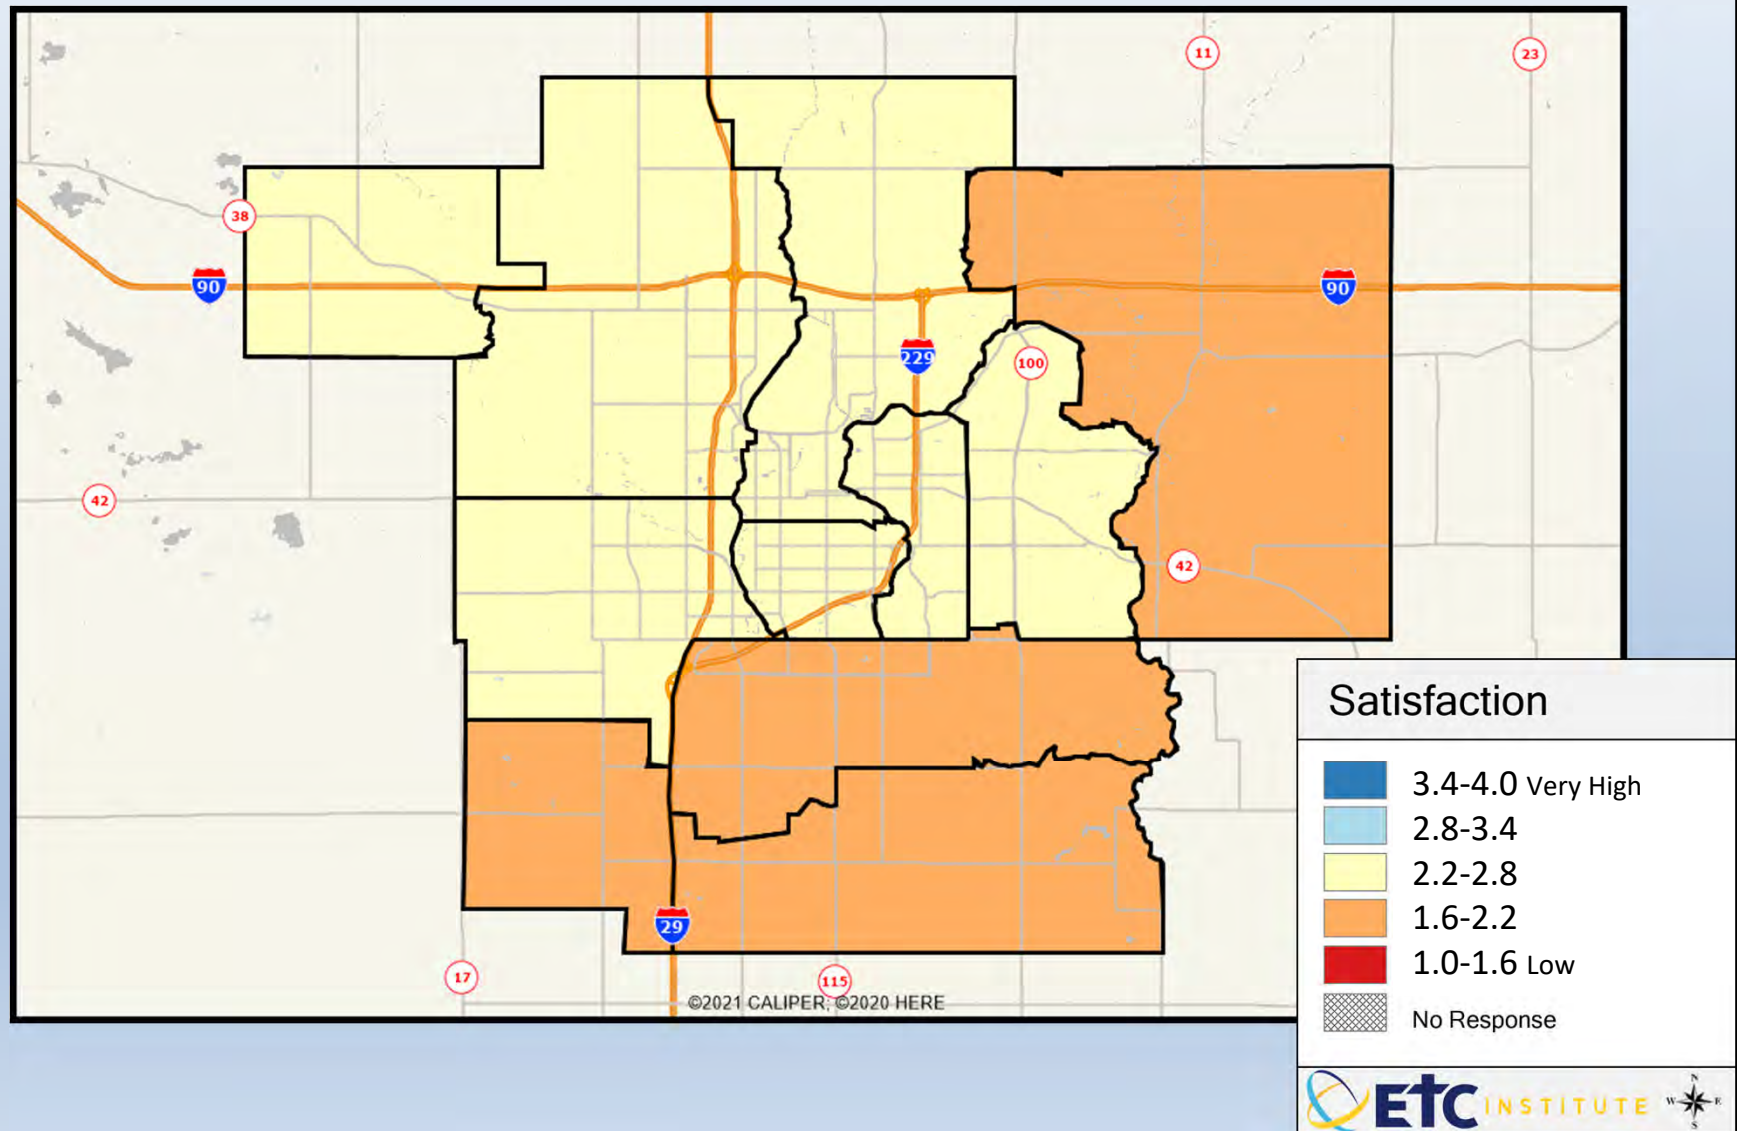 11
23
38
90
90
229
100
42
42
Satisfaction
3.4-4.0 Very High
2.8-3.4
2.2-2.8
1.6-2.2
1.0-1.6 Low
No Response
29
17
115
©2021 CALIPER; ©2020 HERE
ETC INSTITUTE
N
W E
S